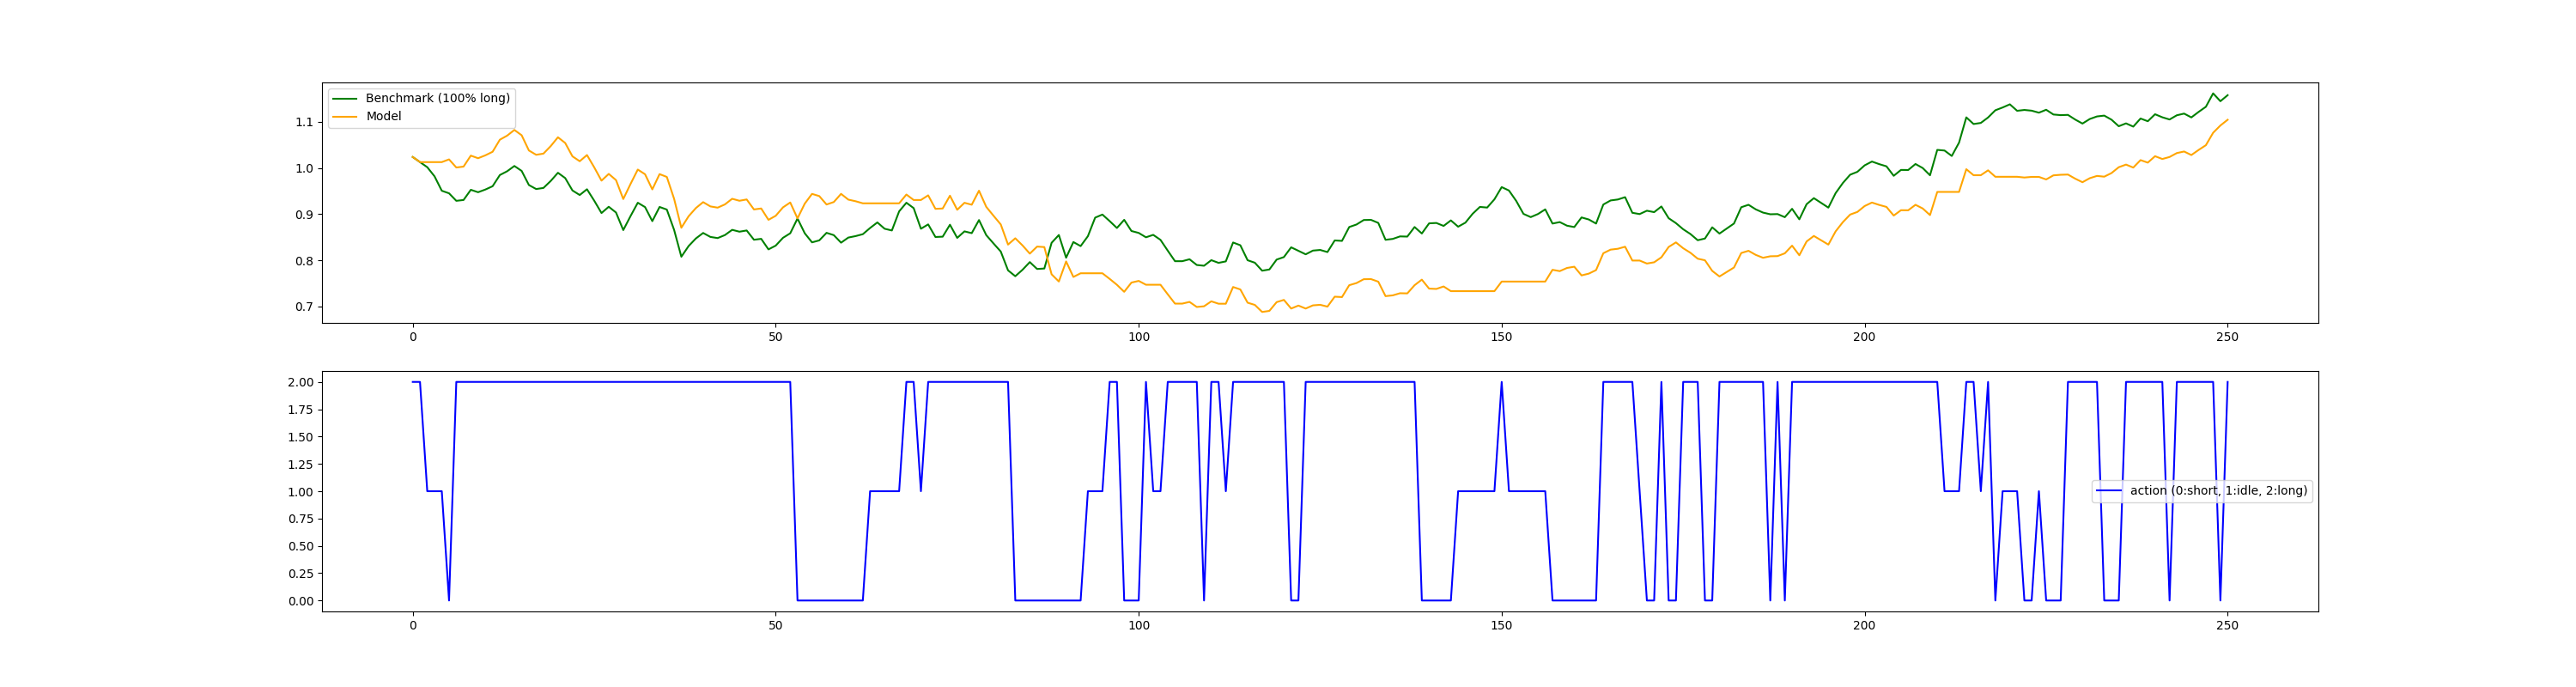 Benchmark (100% long)
Model
1.1
1.0
0.9
0.8
0.7
0 50 100 150 200 250
2.00
1.75
1.50
1.25
1.00
0.75
0.50
0.25
0.00
action (0:short, 1:idle, 2:long)
0 50 100 150 200 250